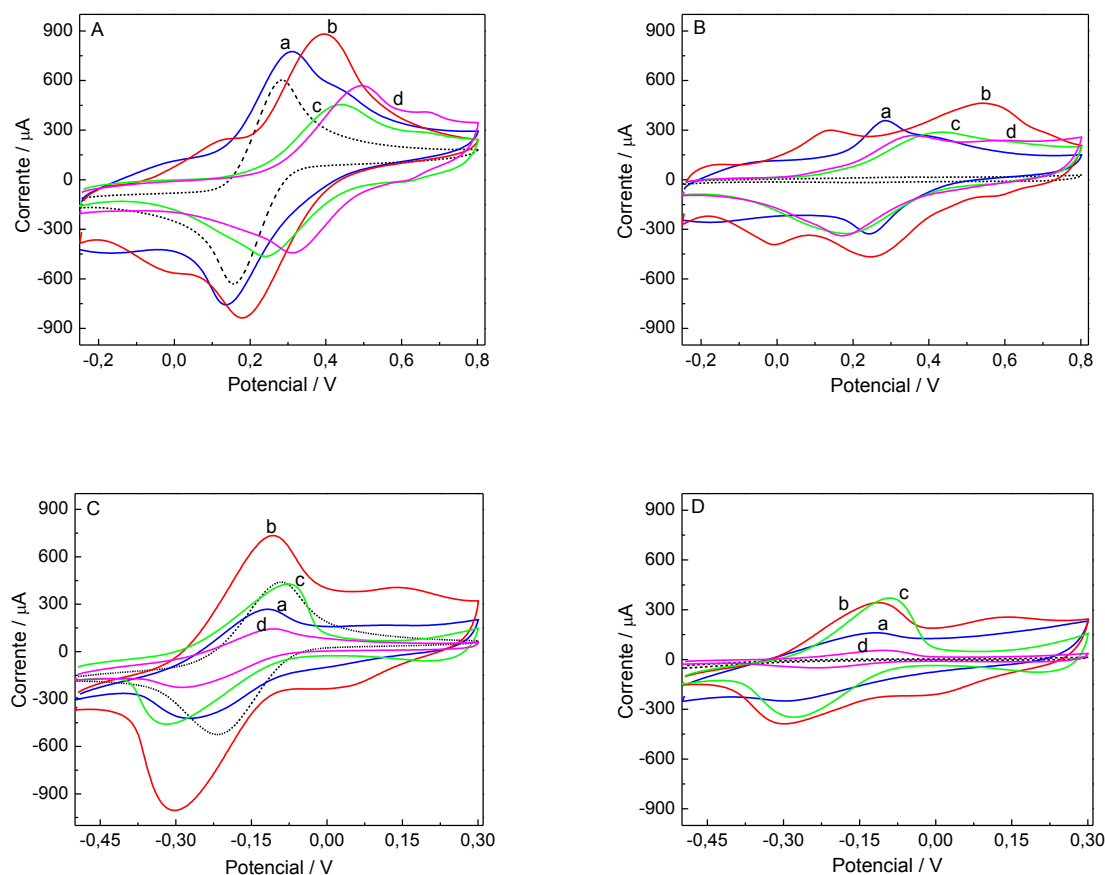 A
900
600
300
0
-300
-600
-900
-0,2 0,0 0,2 0,4 0,6 0,8
Corrente / µA
Potencial / V
a
b
c
d
B
900
600
300
0
-300
-600
-900
-0,2 0,0 0,2 0,4 0,6 0,8
Corrente / µA
Potencial / V
a
b
c
d
C
900
600
300
0
-300
-600
-900
-0,45 -0,30 -0,15 0,00 0,15 0,30
Corrente / µA
Potencial / V
b
c
a
d
D
900
600
300
0
-300
-600
-900
-0,45 -0,30 -0,15 0,00 0,15 0,30
Corrente / µA
Potencial / V
b
c
a
d